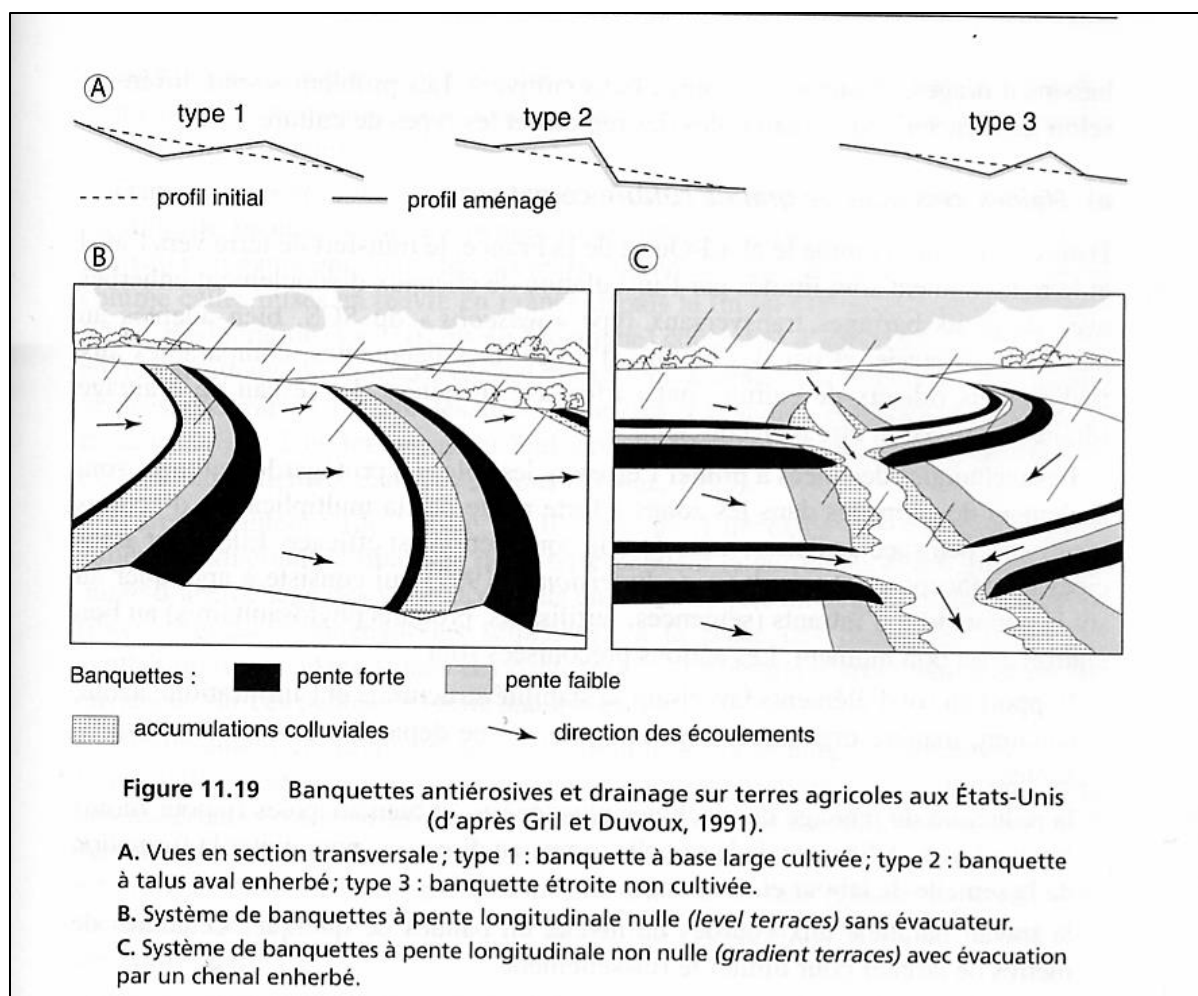 A
type 1
type 2
type 3
profil initial
profil aménagé
B
C
Banquettes :
pente forte
pente faible
accumulations colluviales
direction des écoulements
Figure 11.19 Banquettes antiérosives et drainage sur terres agricoles aux États-Unis
(d'après Gril et Duvoux, 1991).
A. Vues en section transversale ; type 1 : banquette à base large cultivée ; type 2 : banquette
à talus aval enherbé ; type 3 : banquette étroite non cultivée.
B. Système de banquettes à pente longitudinale nulle (level terraces) sans évacuateur.
C. Système de banquettes à pente longitudinale non nulle (gradient terraces) avec évacuation
par un chenal enherbé.